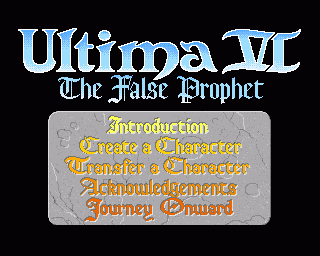 Ultima VI
The False Prophet
Introduction
Create a Character
Transfer a Character
Acknowledgements
Journey Onward